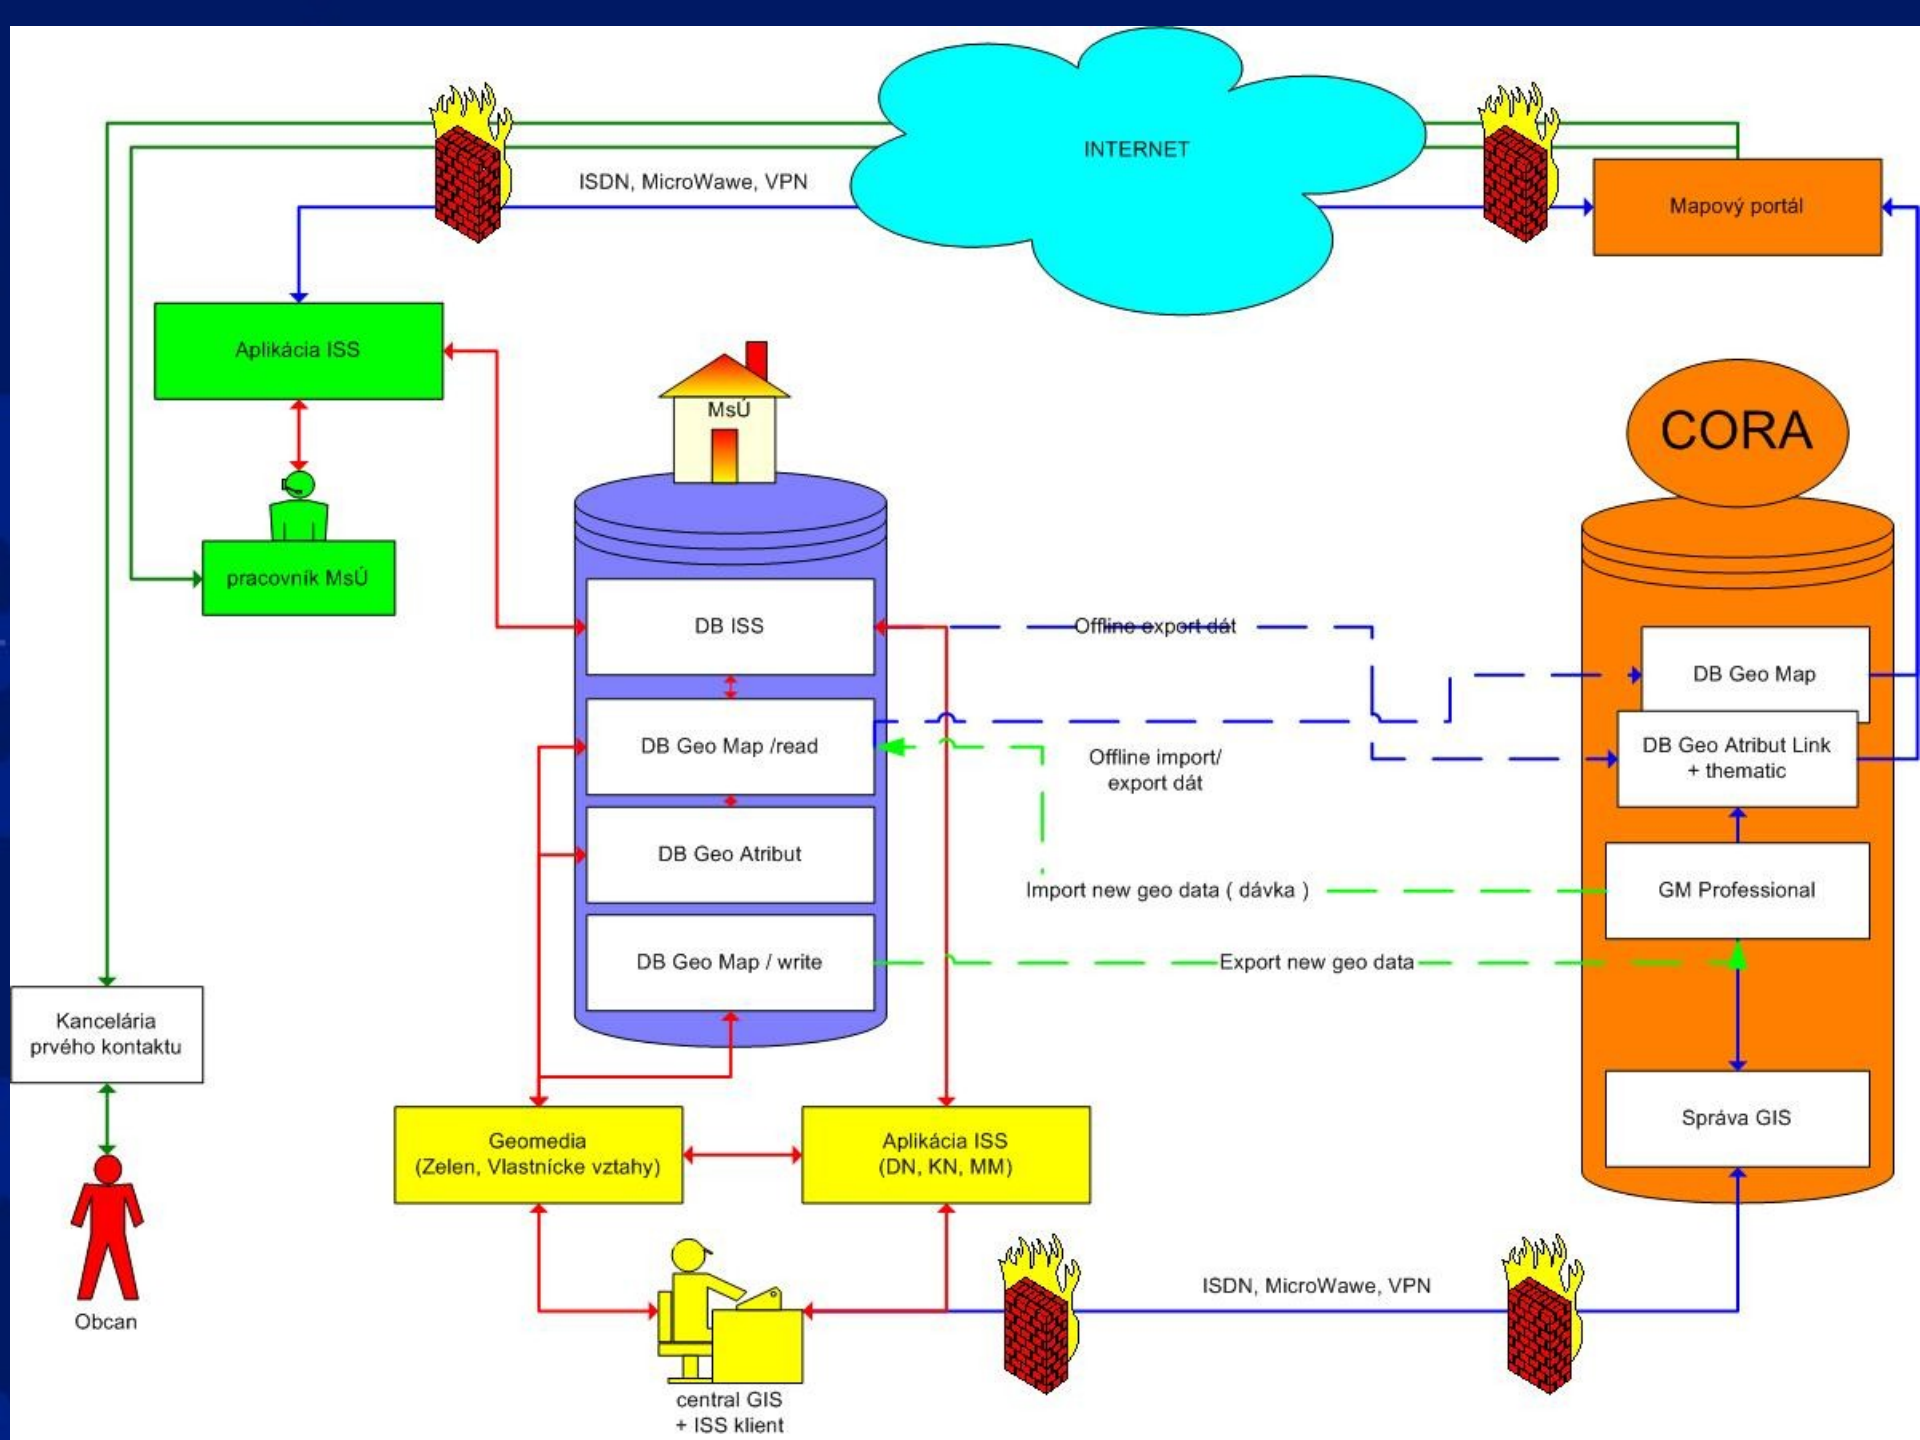 INTERNET
ISDN, MicroWawe, VPN
Mapový portál
Aplikácia ISS
MsÚ
CORA
pracovník MsÚ
DB ISS
Offline export dát
DB Geo Map
DB Geo Map /read
Offline import/
export dát
DB Geo Atribut Link
+ thematic
DB Geo Atribut
Import new geo data ( dávka )
GM Professional
DB Geo Map / write
Export new geo data
Kancelária
prvého kontaktu
Správa GIS
Geomedia
(Zelen, Vlastnícke vztahy)
Aplikácia ISS
(DN, KN, MM)
ISDN, MicroWawe, VPN
Obcan
central GIS
+ ISS klient